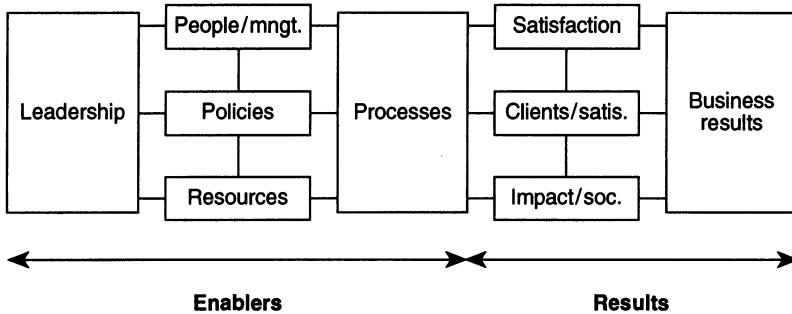 People/mngt.
Satisfaction
Leadership
Policies
Processes
Clients/satis.
Business
results
Resources
Impact/soc.
Enablers
Results